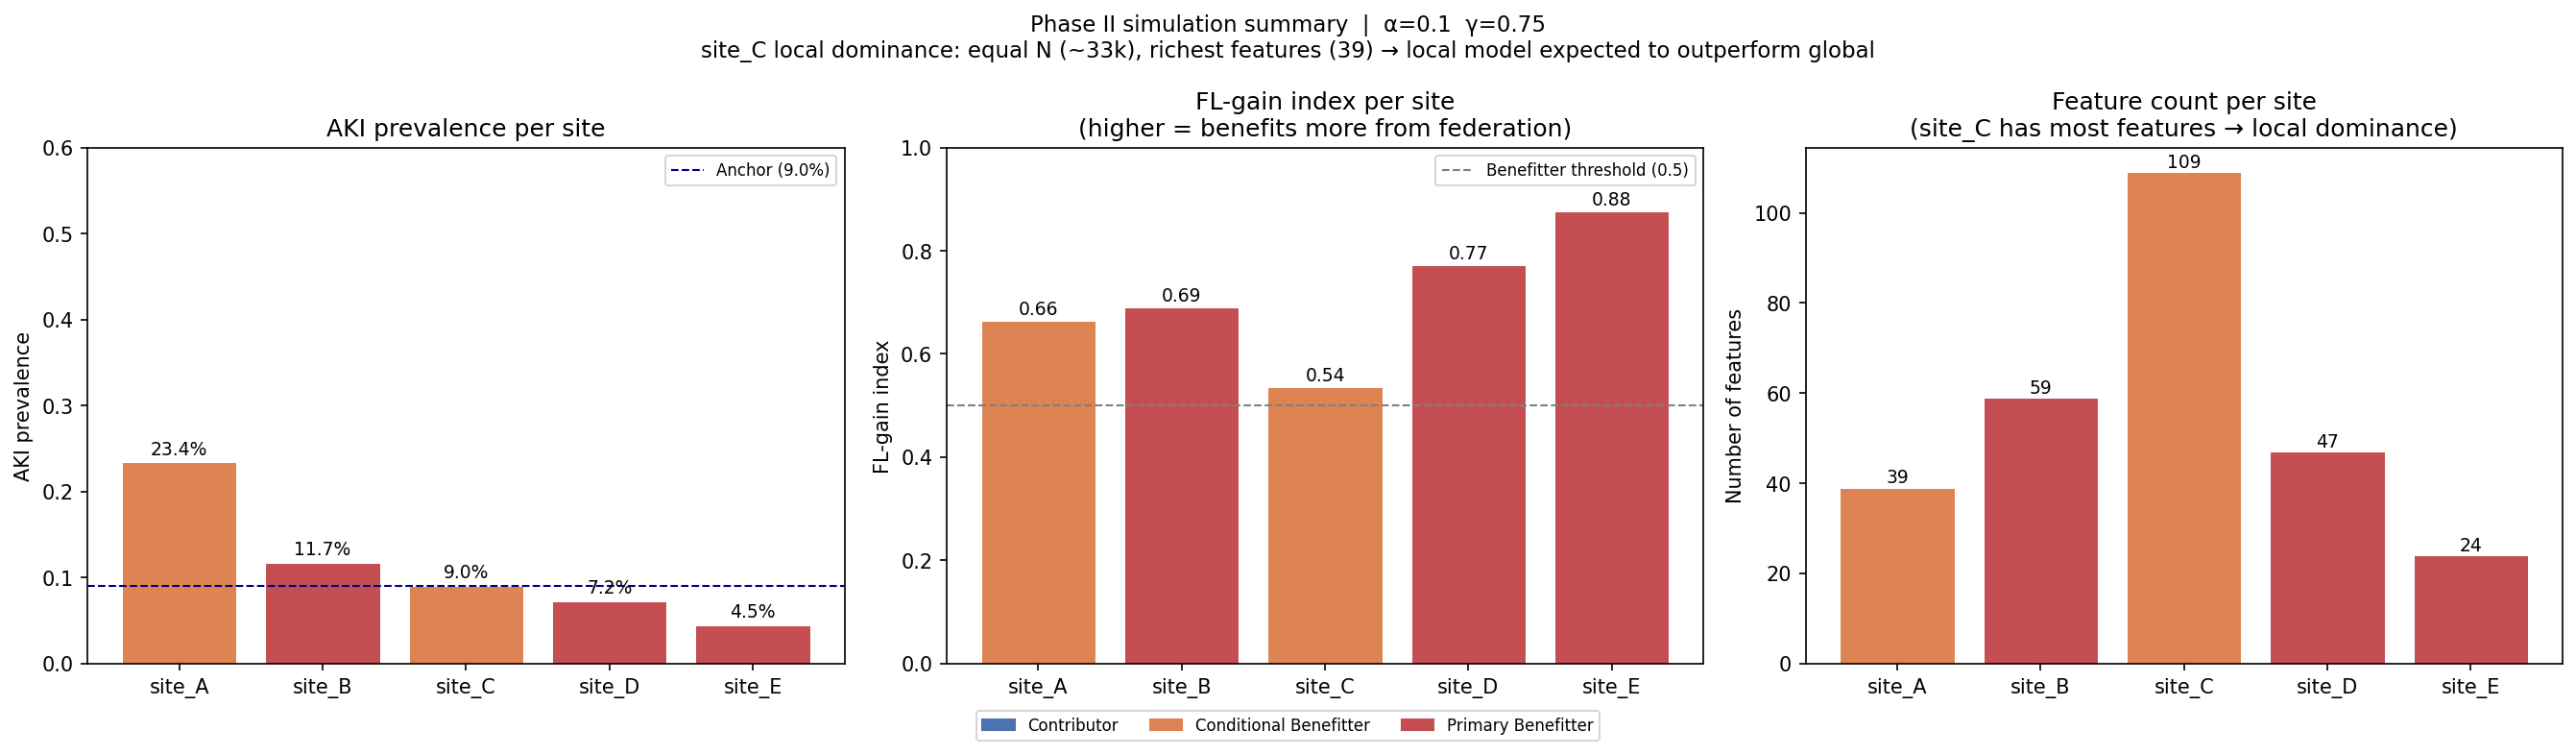 Phase II simulation summary  |  α=0.1  γ=0.75
site_C local dominance: equal N (~33k), richest features (39) → local model expected to outperform global
AKI prevalence per site
Anchor (9.0%)
AKI prevalence
0.6
0.5
0.4
0.3
0.2
0.1
0.0
23.4%
11.7%
9.0%
7.2%
4.5%
site_A
site_B
site_C
site_D
site_E
FL-gain index per site
(higher = benefits more from federation)
Benefitter threshold (0.5)
FL-gain index
1.0
0.8
0.6
0.4
0.2
0.0
0.66
0.69
0.54
0.77
0.88
site_A
site_B
site_C
site_D
site_E
Feature count per site
(site_C has most features → local dominance)
Number of features
100
80
60
40
20
0
39
59
109
47
24
site_A
site_B
site_C
site_D
site_E
Contributor
Conditional Benefitter
Primary Benefitter